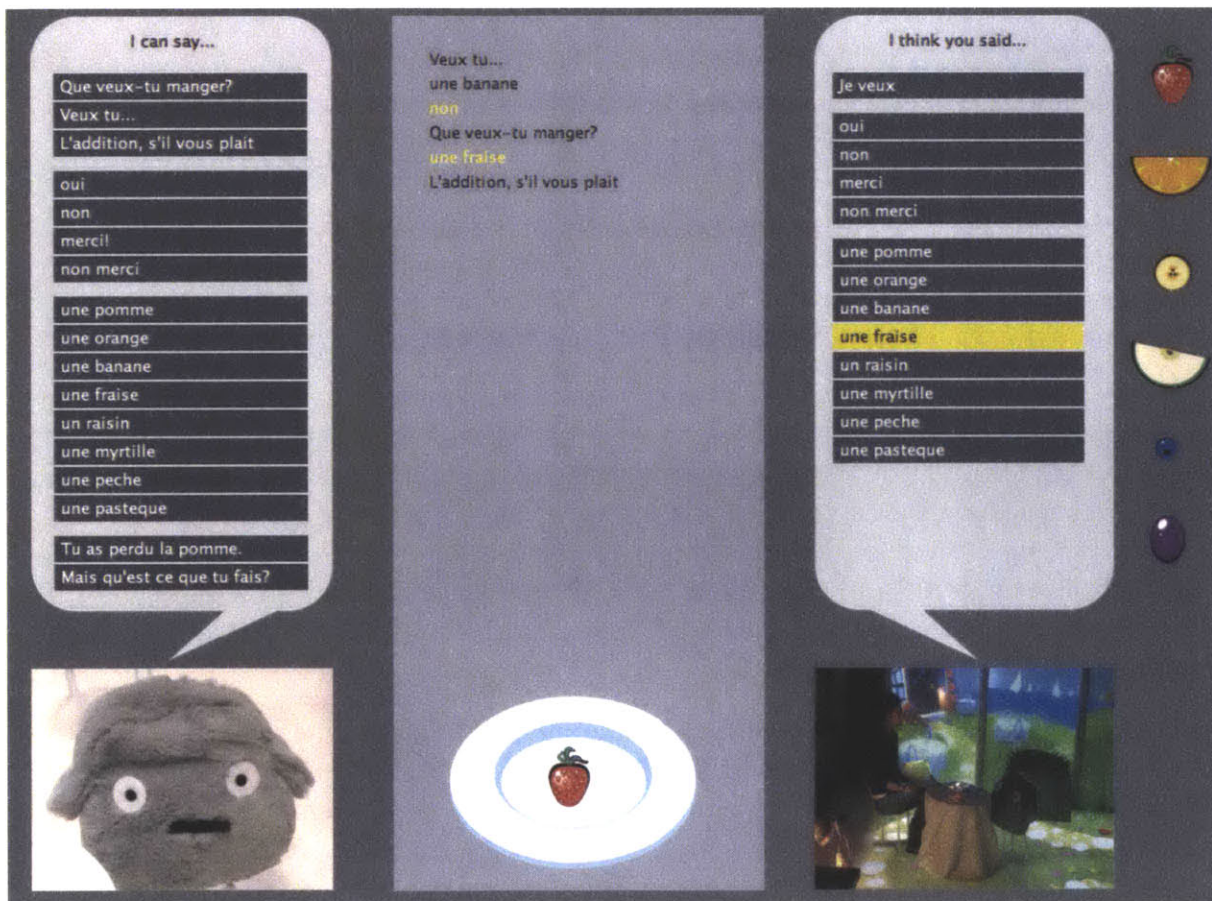 I can say...
Que veux-tu manger?
Veux tu...
L'addition, s'il vous plait
oui
non
merci!
non merci
une pomme
une orange
une banane
une fraise
un raisin
une myrtille
une peche
une pasteque
Tu as perdu la pomme.
Mais qu'est ce que tu fais?
Veux tu...
une banane
non
Que veux-tu manger?
une fraise
L'addition, s'il vous plait
I think you said...
Je veux
oui
non
merci
non merci
une pomme
une orange
une banane
une fraise
un raisin
une myrtille
une peche
une pasteque